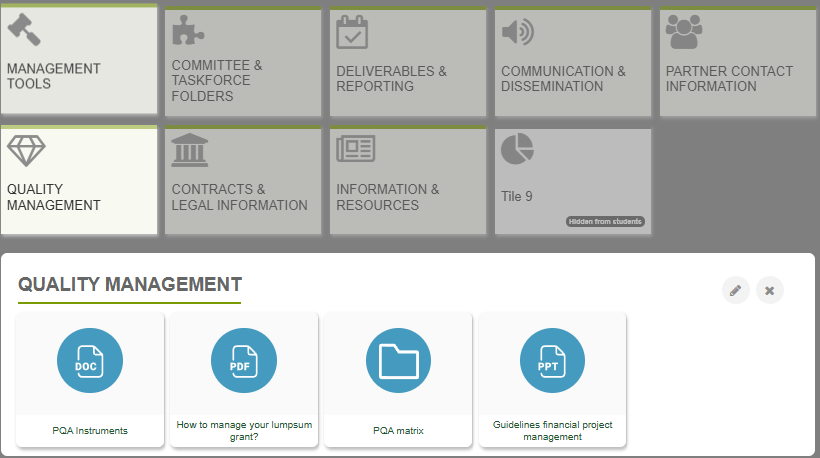 MANAGEMENT
TOOLS
COMMITTEE &
TASKFORCE
FOLDERS
DELIVERABLES &
REPORTING
COMMUNICATION &
DISSEMINATION
PARTNER CONTACT
INFORMATION
QUALITY
MANAGEMENT
CONTRACTS &
LEGAL INFORMATION
INFORMATION &
RESOURCES
Tile 9
Hidden from students
QUALITY MANAGEMENT
DOC
PQA Instruments
PDF
How to manage your lumpsum
grant?
PQA matrix
PPT
Guidelines financial project
management